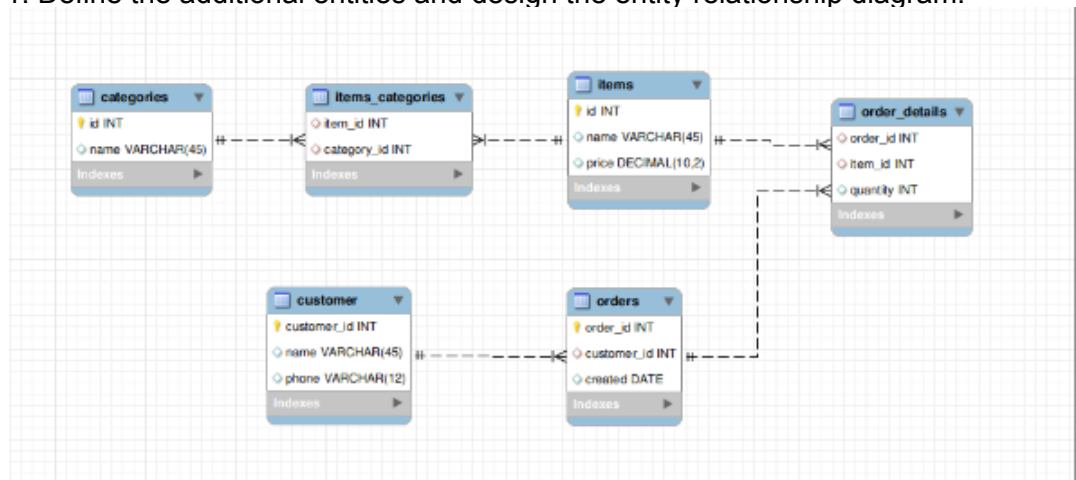 1. Define the additional entities and design the entity relationship diagram.
categories
id INT
name VARCHAR(45)
Indexes
items_categories
item_id INT
category_id INT
Indexes
items
id INT
name VARCHAR(45)
price DECIMAL(10,2)
Indexes
order_details
order_id INT
item_id INT
quantity INT
Indexes
customer
customer_id INT
name VARCHAR(45)
phone VARCHAR(12)
Indexes
orders
order_id INT
customer_id INT
created DATE
Indexes